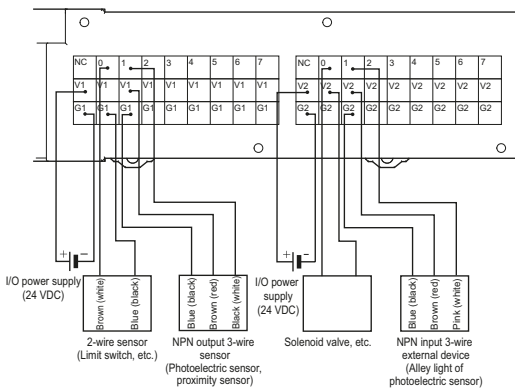 NC 0 1 2 3 4 5 6 7
V1 V1 V1 V1 V1 V1 V1 V1 V1
G1 G1 G1 G1 G1 G1 G1 G1 G1
NC 0 1 2 3 4 5 6 7
V2 V2 V2 V2 V2 V2 V2 V2 V2
G2 G2 G2 G2 G2 G2 G2 G2 G2
+ −
I/O power supply
(24 VDC)
Brown (white)
Blue (black)
2-wire sensor
(Limit switch, etc.)
Blue (black)
Brown (red)
Black (white)
NPN output 3-wire
sensor
(Photoelectric sensor,
proximity sensor)
+ −
I/O power
supply
(24 VDC)
Solenoid valve, etc.
Blue (black)
Brown (red)
Pink (white)
NPN input 3-wire
external device
(Alley light of
photoelectric sensor)